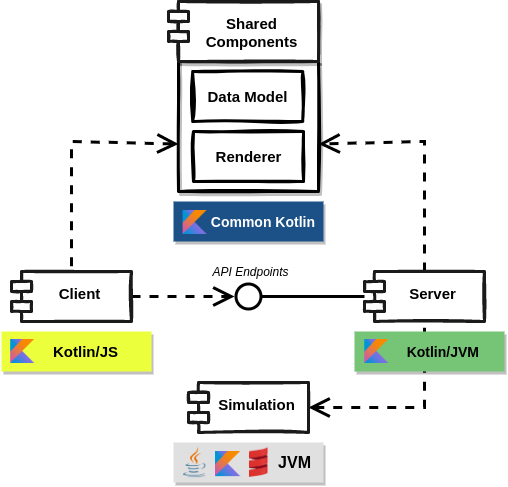 Shared
Components
Data Model
Renderer
Common Kotlin
API Endpoints
Client
Server
Kotlin/JS
Kotlin/JVM
Simulation
JVM